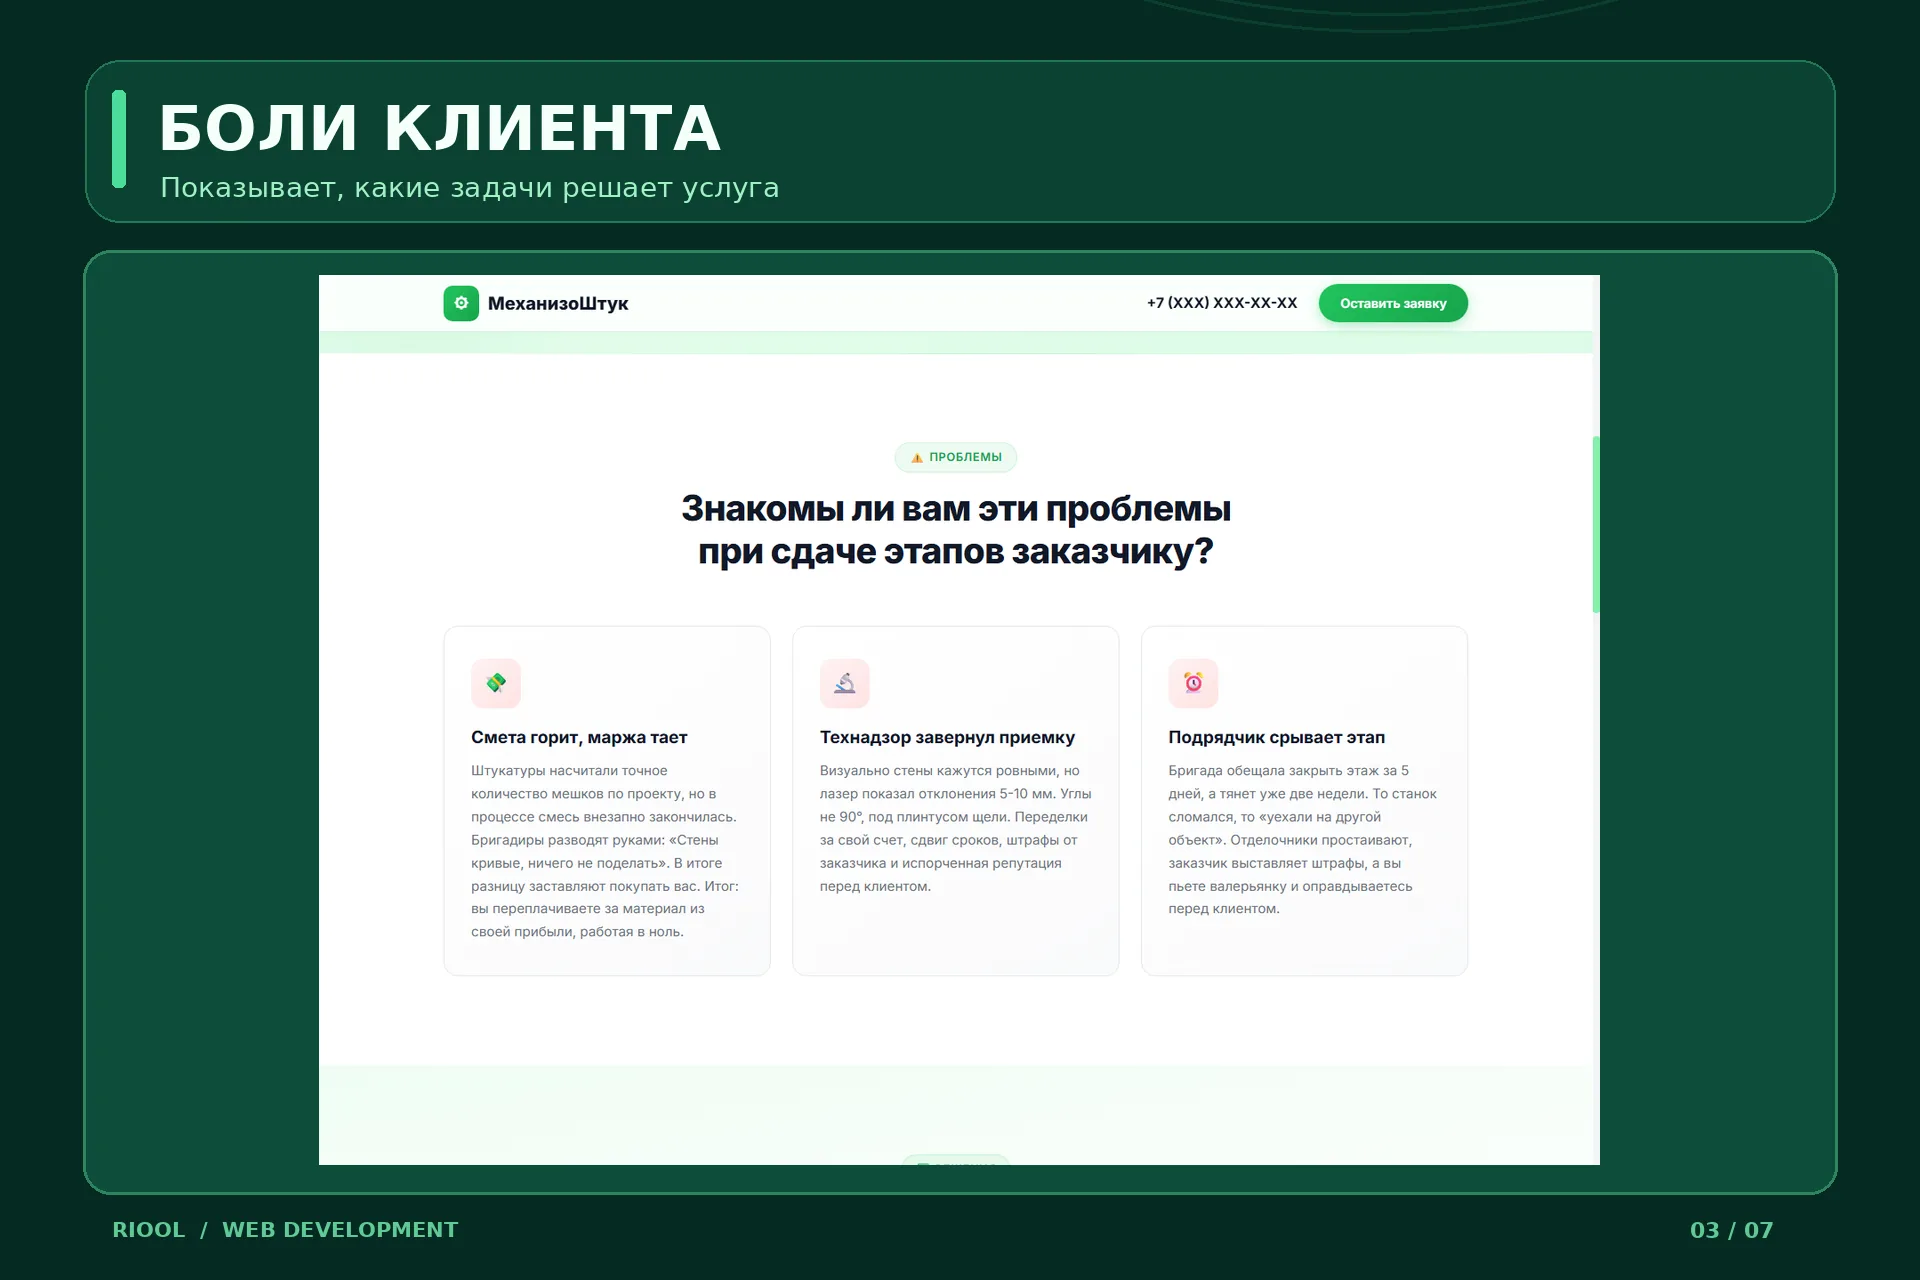 БОЛИ КЛИЕНТА
Показывает, какие задачи решает услуга
МеханизоШтук
+7 (XXX) XXX-XX-XX
Оставить заявку
ПРОБЛЕМЫ
Знакомы ли вам эти проблемы
при сдаче этапов заказчику?
Смета горит, маржа тает
Штукатуры насчитали точное
количество мешков по проекту, но в
процессе смесь внезапно закончилась.
Бригадиры разводят руками: «Стены
кривые, ничего не поделать». В итоге
разницу заставляют покупать вас. Итог:
вы переплачиваете за материал из
своей прибыли, работая в ноль.
Технадзор завернул приемку
Визуально стены кажутся ровными, но
лазер показал отклонения 5-10 мм. Углы
не 90°, под плинтусом щели. Переделки
за свой счет, сдвиг сроков, штрафы от
заказчика и испорченная репутация
перед клиентом.
Подрядчик срывает этап
Бригада обещала закрыть этаж за 5
дней, а тянет уже две недели. То станок
сломался, то «уехали на другой
объект». Отделочники простаивают,
заказчик выставляет штрафы, а вы
пьете валерьянку и оправдываетесь
перед клиентом.
RIOOL / WEB DEVELOPMENT
03 / 07